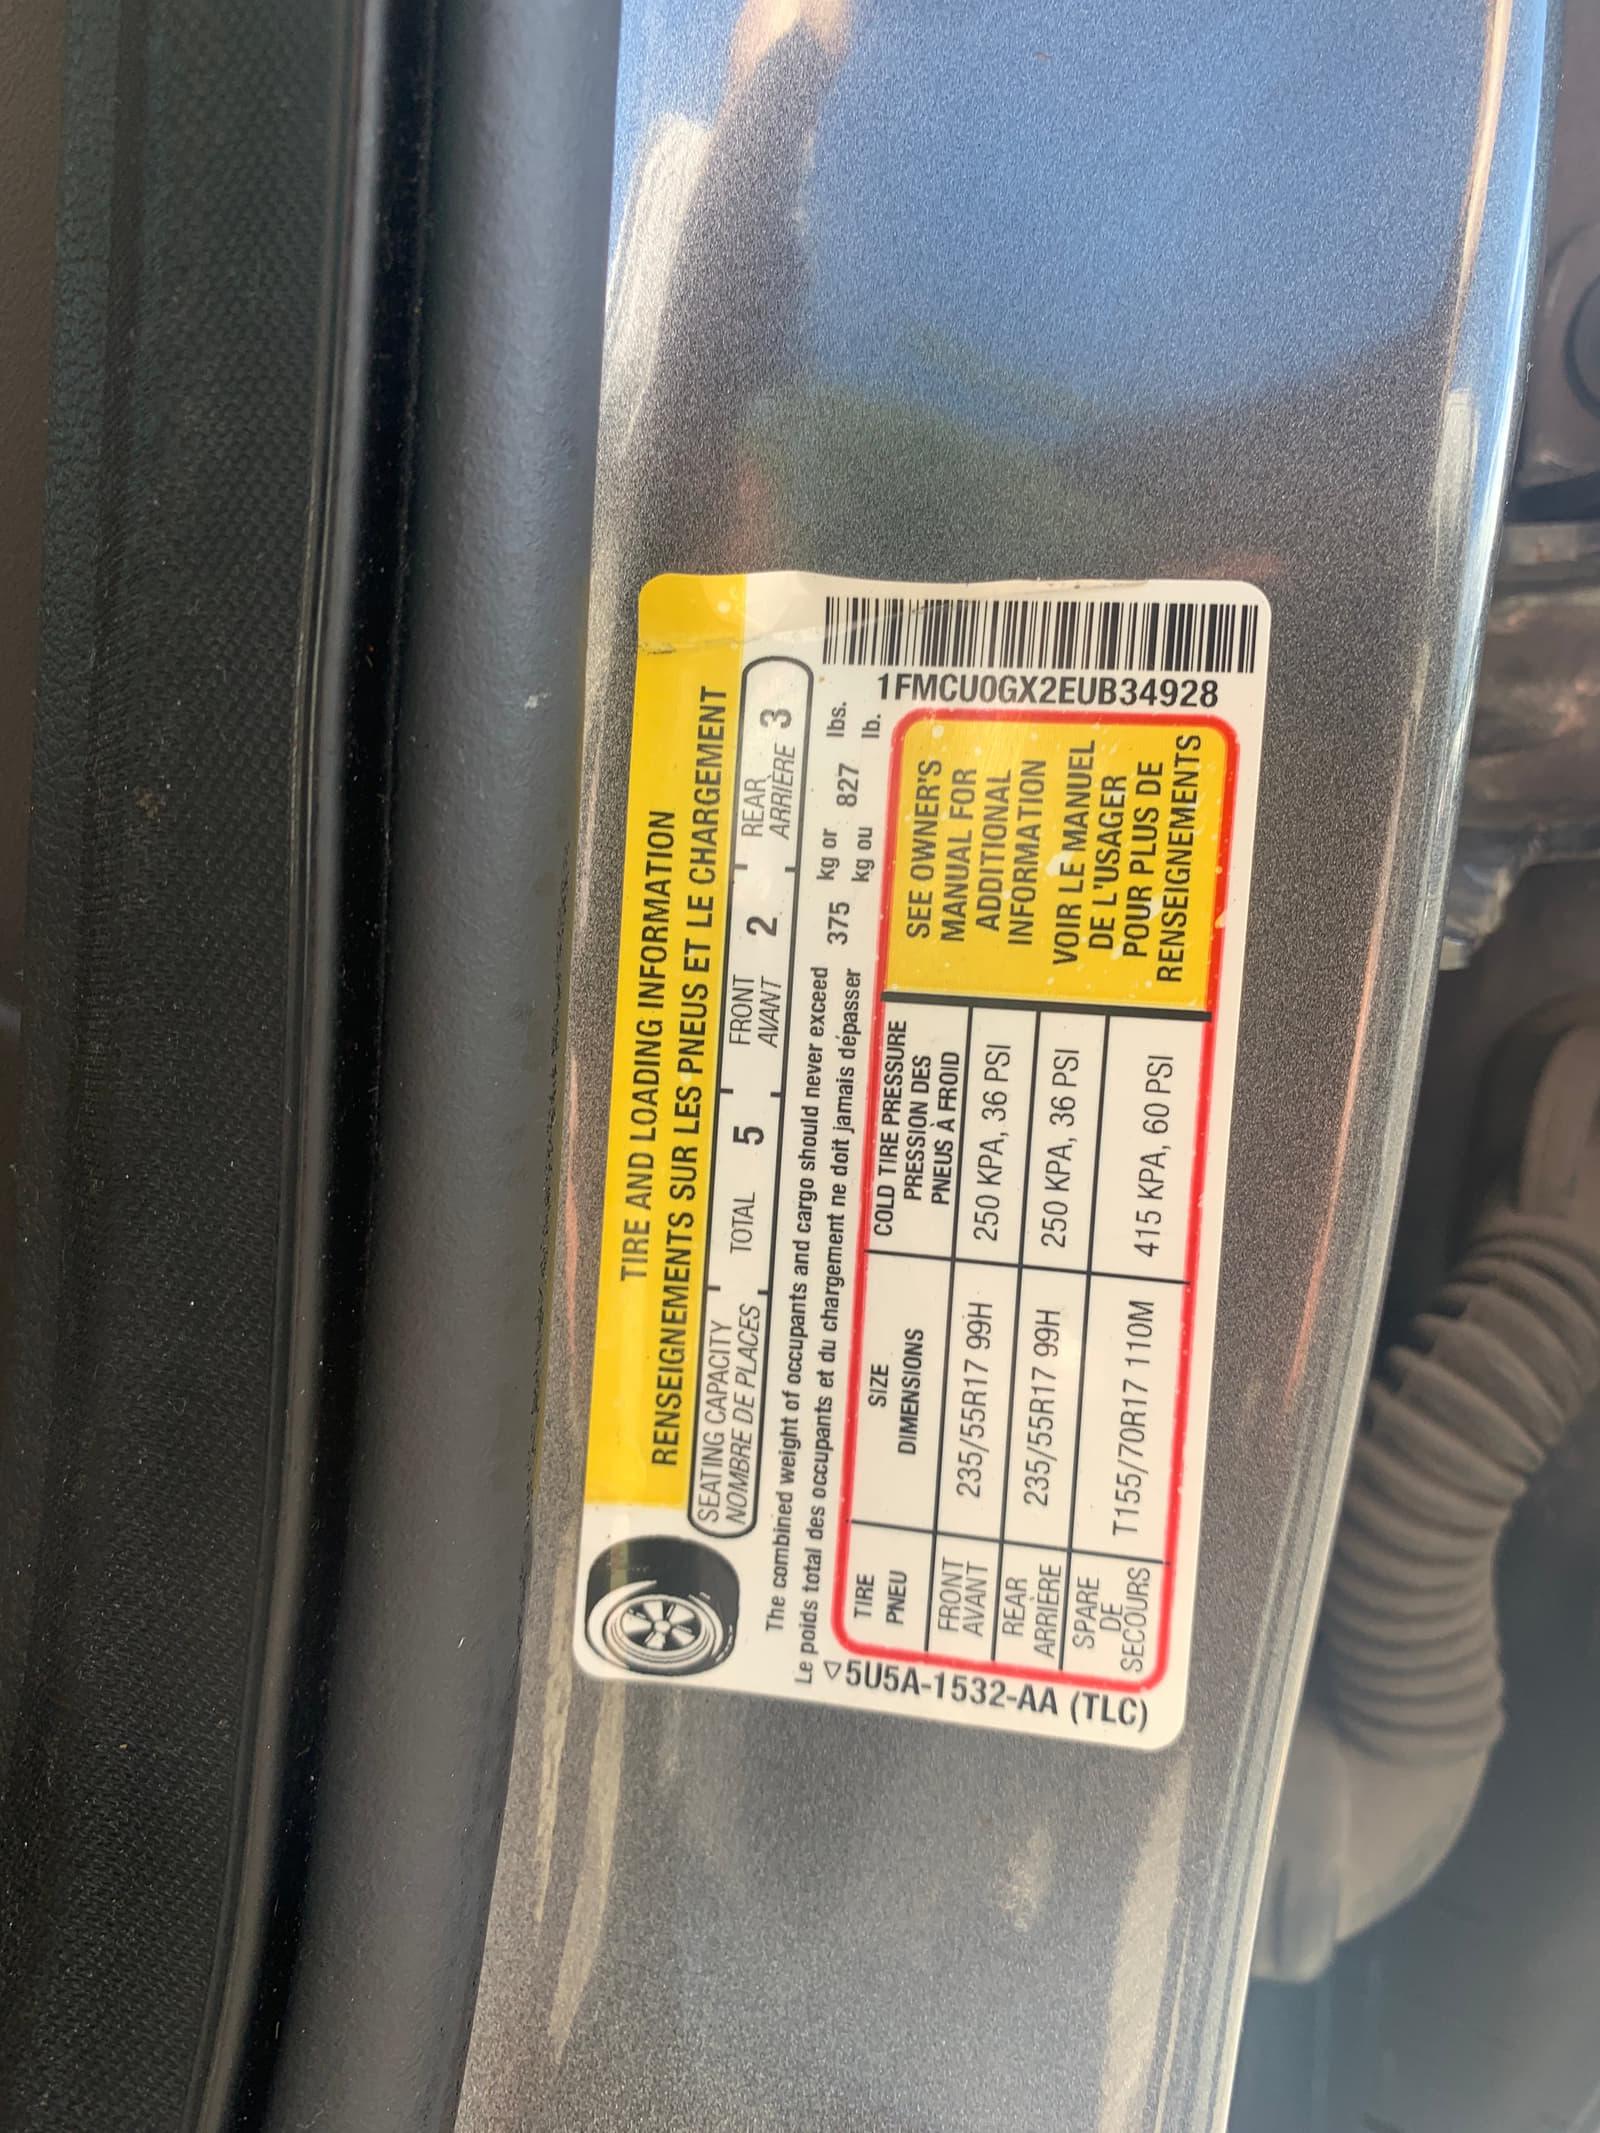 TIRE AND LOADING INFORMATION
RENSEIGNEMENTS SUR LES PNEUS ET LE CHARGEMENT
SEATING CAPACITY TOTAL 5 FRONT 2 REAR 3
NOMBRE DE PLACES AVANT ARRIÈRE
The combined weight of occupants and cargo should never exceed 375 kg or 827 lbs.
Le poids total des occupants et du chargement ne doit jamais dépasser kg ou lb.
TIRE SIZE COLD TIRE PRESSURE
PNEU DIMENSIONS PRESSION DES
PNEUS À FROID
FRONT 235/55R17 99H 250 KPA, 36 PSI
AVANT
REAR 235/55R17 99H 250 KPA, 36 PSI
ARRIÈRE
SPARE T155/70R17 110M 415 KPA, 60 PSI
DE
SECOURS
SEE OWNER'S
MANUAL FOR
ADDITIONAL
INFORMATION
VOIR LE MANUEL
DE L'USAGER
POUR PLUS DE
RENSEIGNEMENTS
1FMCU0GX2EUB34928
5U5A-1532-AA (TLC)